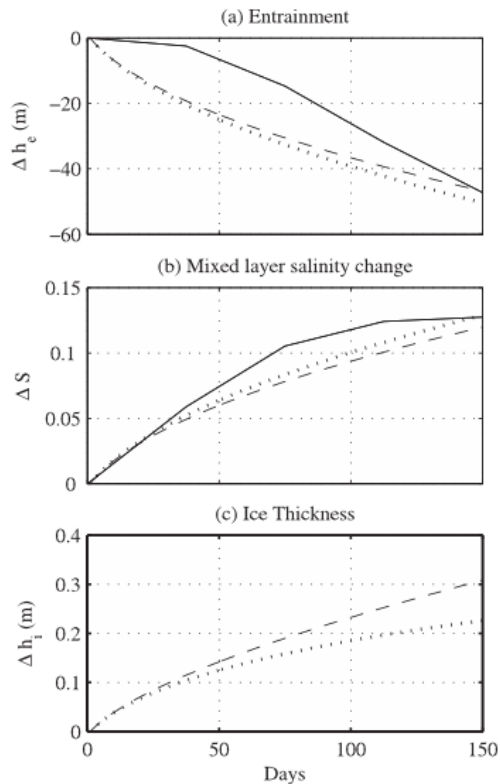 (a) Entrainment
0
−20
−40
−60
Δ h_e (m)
(b) Mixed layer salinity change
0.15
0.1
0.05
0
Δ S
(c) Ice Thickness
0.4
0.3
0.2
0.1
0
Δ h_i (m)
0 50 100 150
Days